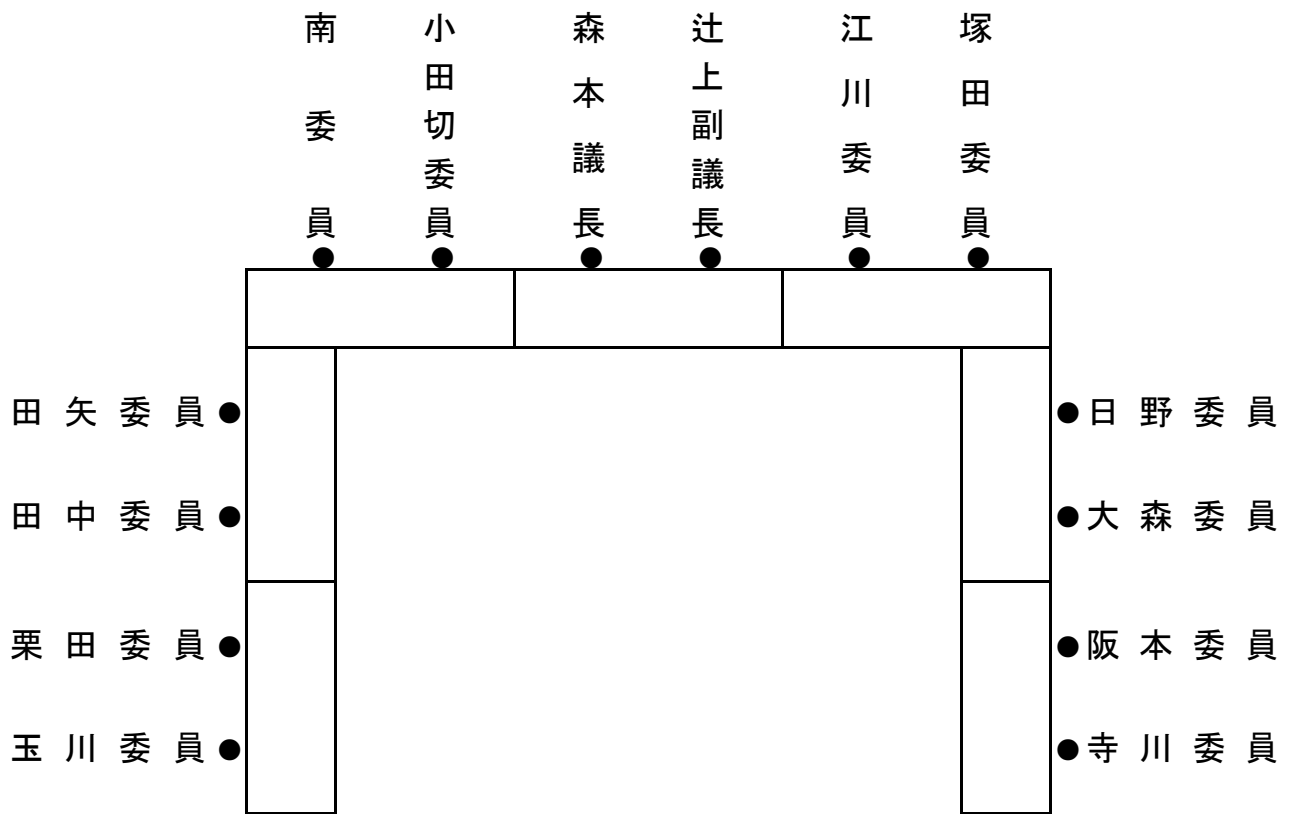 南委員
小田切委員
森本議長
辻上副議長
江川委員
塚田委員
田矢委員
日野委員
田中委員
大森委員
栗田委員
阪本委員
玉川委員
寺川委員